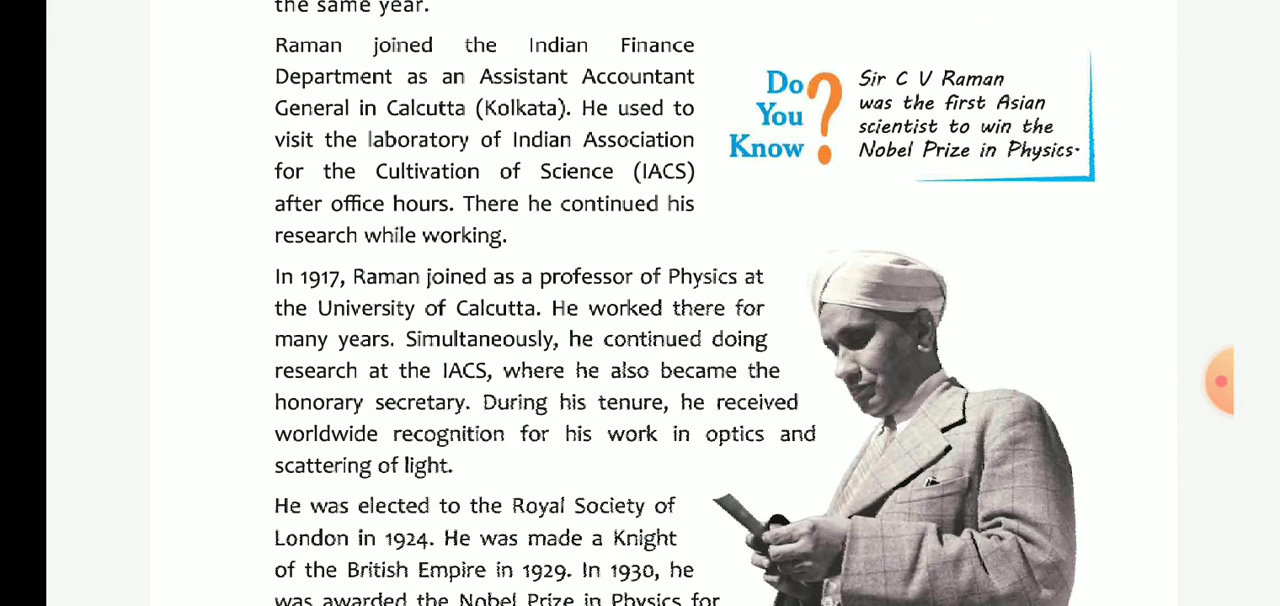 the same year.
Raman joined the Indian Finance
Department as an Assistant Accountant
General in Calcutta (Kolkata). He used to
visit the laboratory of Indian Association
for the Cultivation of Science (IACS)
after office hours. There he continued his
research while working.
Do
You
Know?
Sir C V Raman
was the first Asian
scientist to win the
Nobel Prize in Physics.
In 1917, Raman joined as a professor of Physics at
the University of Calcutta. He worked there for
many years. Simultaneously, he continued doing
research at the IACS, where he also became the
honorary secretary. During his tenure, he received
worldwide recognition for his work in optics and
scattering of light.
He was elected to the Royal Society of
London in 1924. He was made a Knight
of the British Empire in 1929. In 1930, he
was awarded the Nobel Prize in Physics for